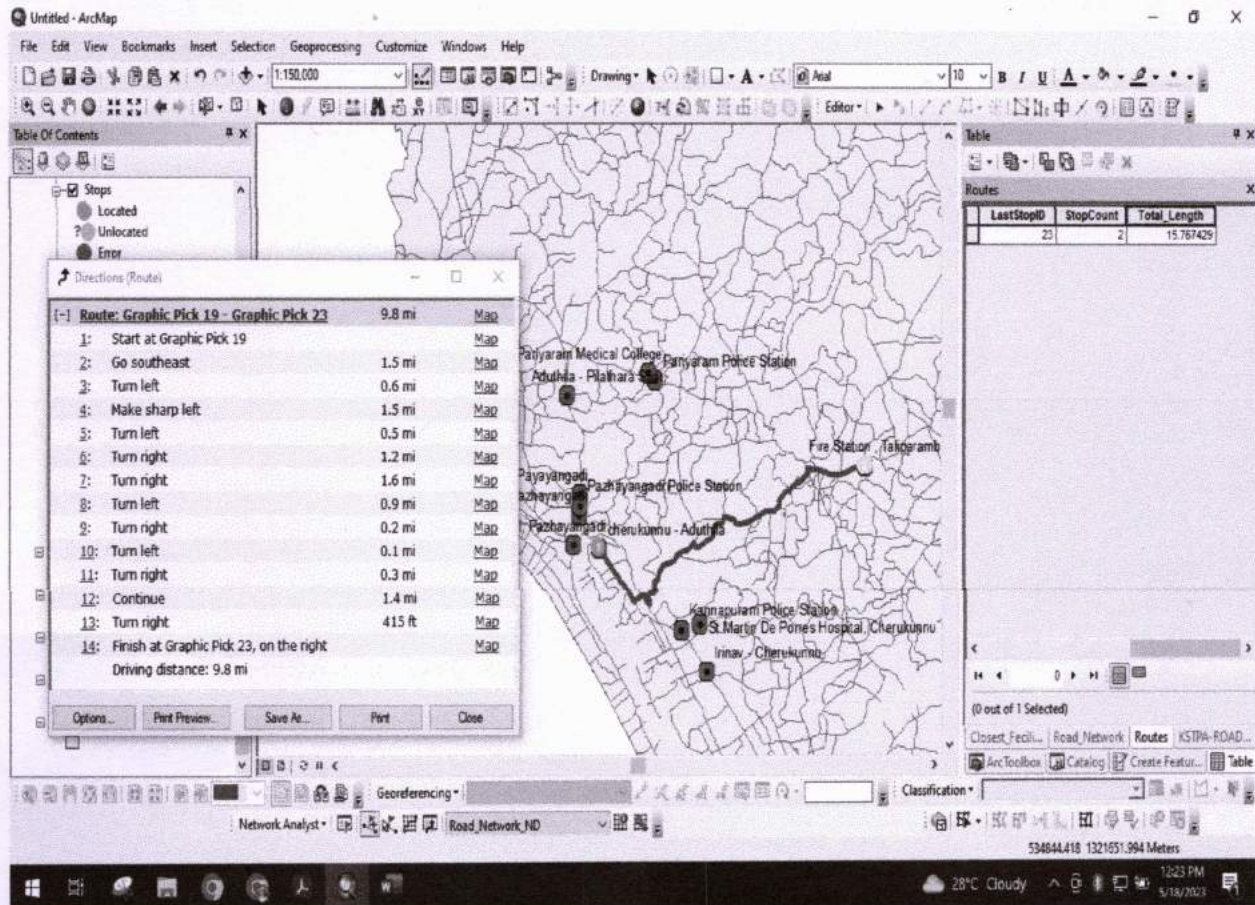 Untitled - ArcMap
File Edit View Bookmarks Insert Selection Geoprocessing Customize Windows Help
1:150,000
Drawing
Arial
10
B I U A
Editor
Table Of Contents
Stops
Located
? Unlocated
Error
Directions (Route)
[-] Route: Graphic Pick 19 - Graphic Pick 23 9.8 mi Map
1: Start at Graphic Pick 19 Map
2: Go southeast 1.5 mi Map
3: Turn left 0.6 mi Map
4: Make sharp left 1.5 mi Map
5: Turn left 0.5 mi Map
6: Turn right 1.2 mi Map
7: Turn right 1.6 mi Map
8: Turn left 0.9 mi Map
9: Turn right 0.2 mi Map
10: Turn left 0.1 mi Map
11: Turn right 0.3 mi Map
12: Continue 1.4 mi Map
13: Turn right 415 ft Map
14: Finish at Graphic Pick 23, on the right Map
Driving distance: 9.8 mi
Options... Print Preview... Save As... Print Close
Pariyaram Medical College
Pariyaram Police Station
Aduthila - Pilathara
Fire Station , Taliparamb
Payayangadi
Pazhayangadi Police Station
Pazhayangadi
cherukunnu - Aduthila
Kannapuram Police Station
St.Martin De Porres Hospital, Cherukunnu
Irinav - Cherukunnu
Table
Routes
LastStopID StopCount Total_Length
23 2 15.767429
0
(0 out of 1 Selected)
Closest_Facili... Road_Network Routes KSTPA-ROAD...
ArcToolbox Catalog Create Featur... Table
Georeferencing
Classification
Network Analyst
Road_Network_ND
534844.418 1321651.994 Meters
28°C Cloudy
12:23 PM
5/18/2023